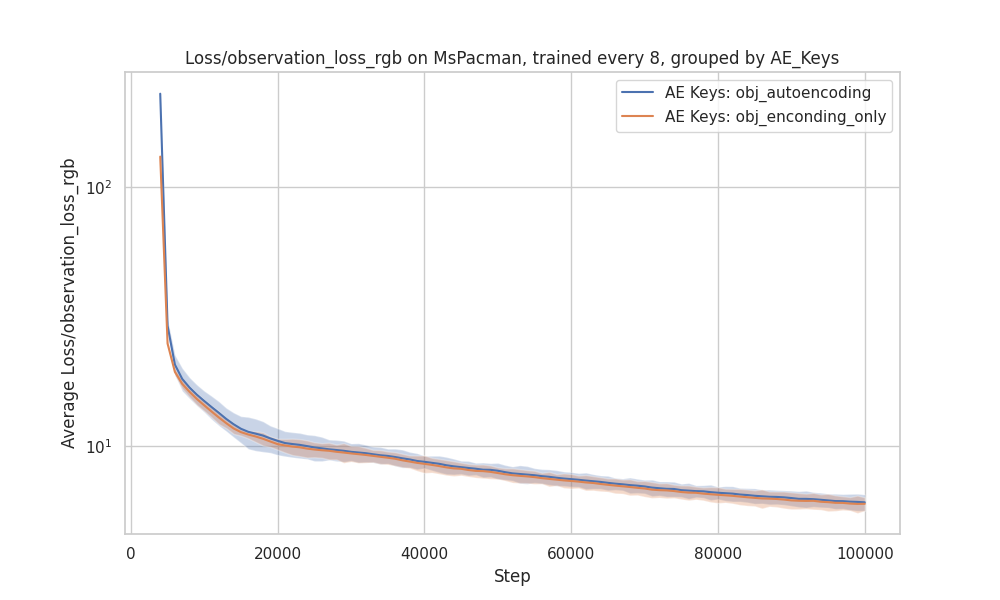 Loss/observation_loss_rgb on MsPacman, trained every 8, grouped by AE_Keys
AE Keys: obj_autoencoding
AE Keys: obj_enconding_only
Average Loss/observation_loss_rgb
10²
10¹
0
20000
40000
60000
80000
100000
Step